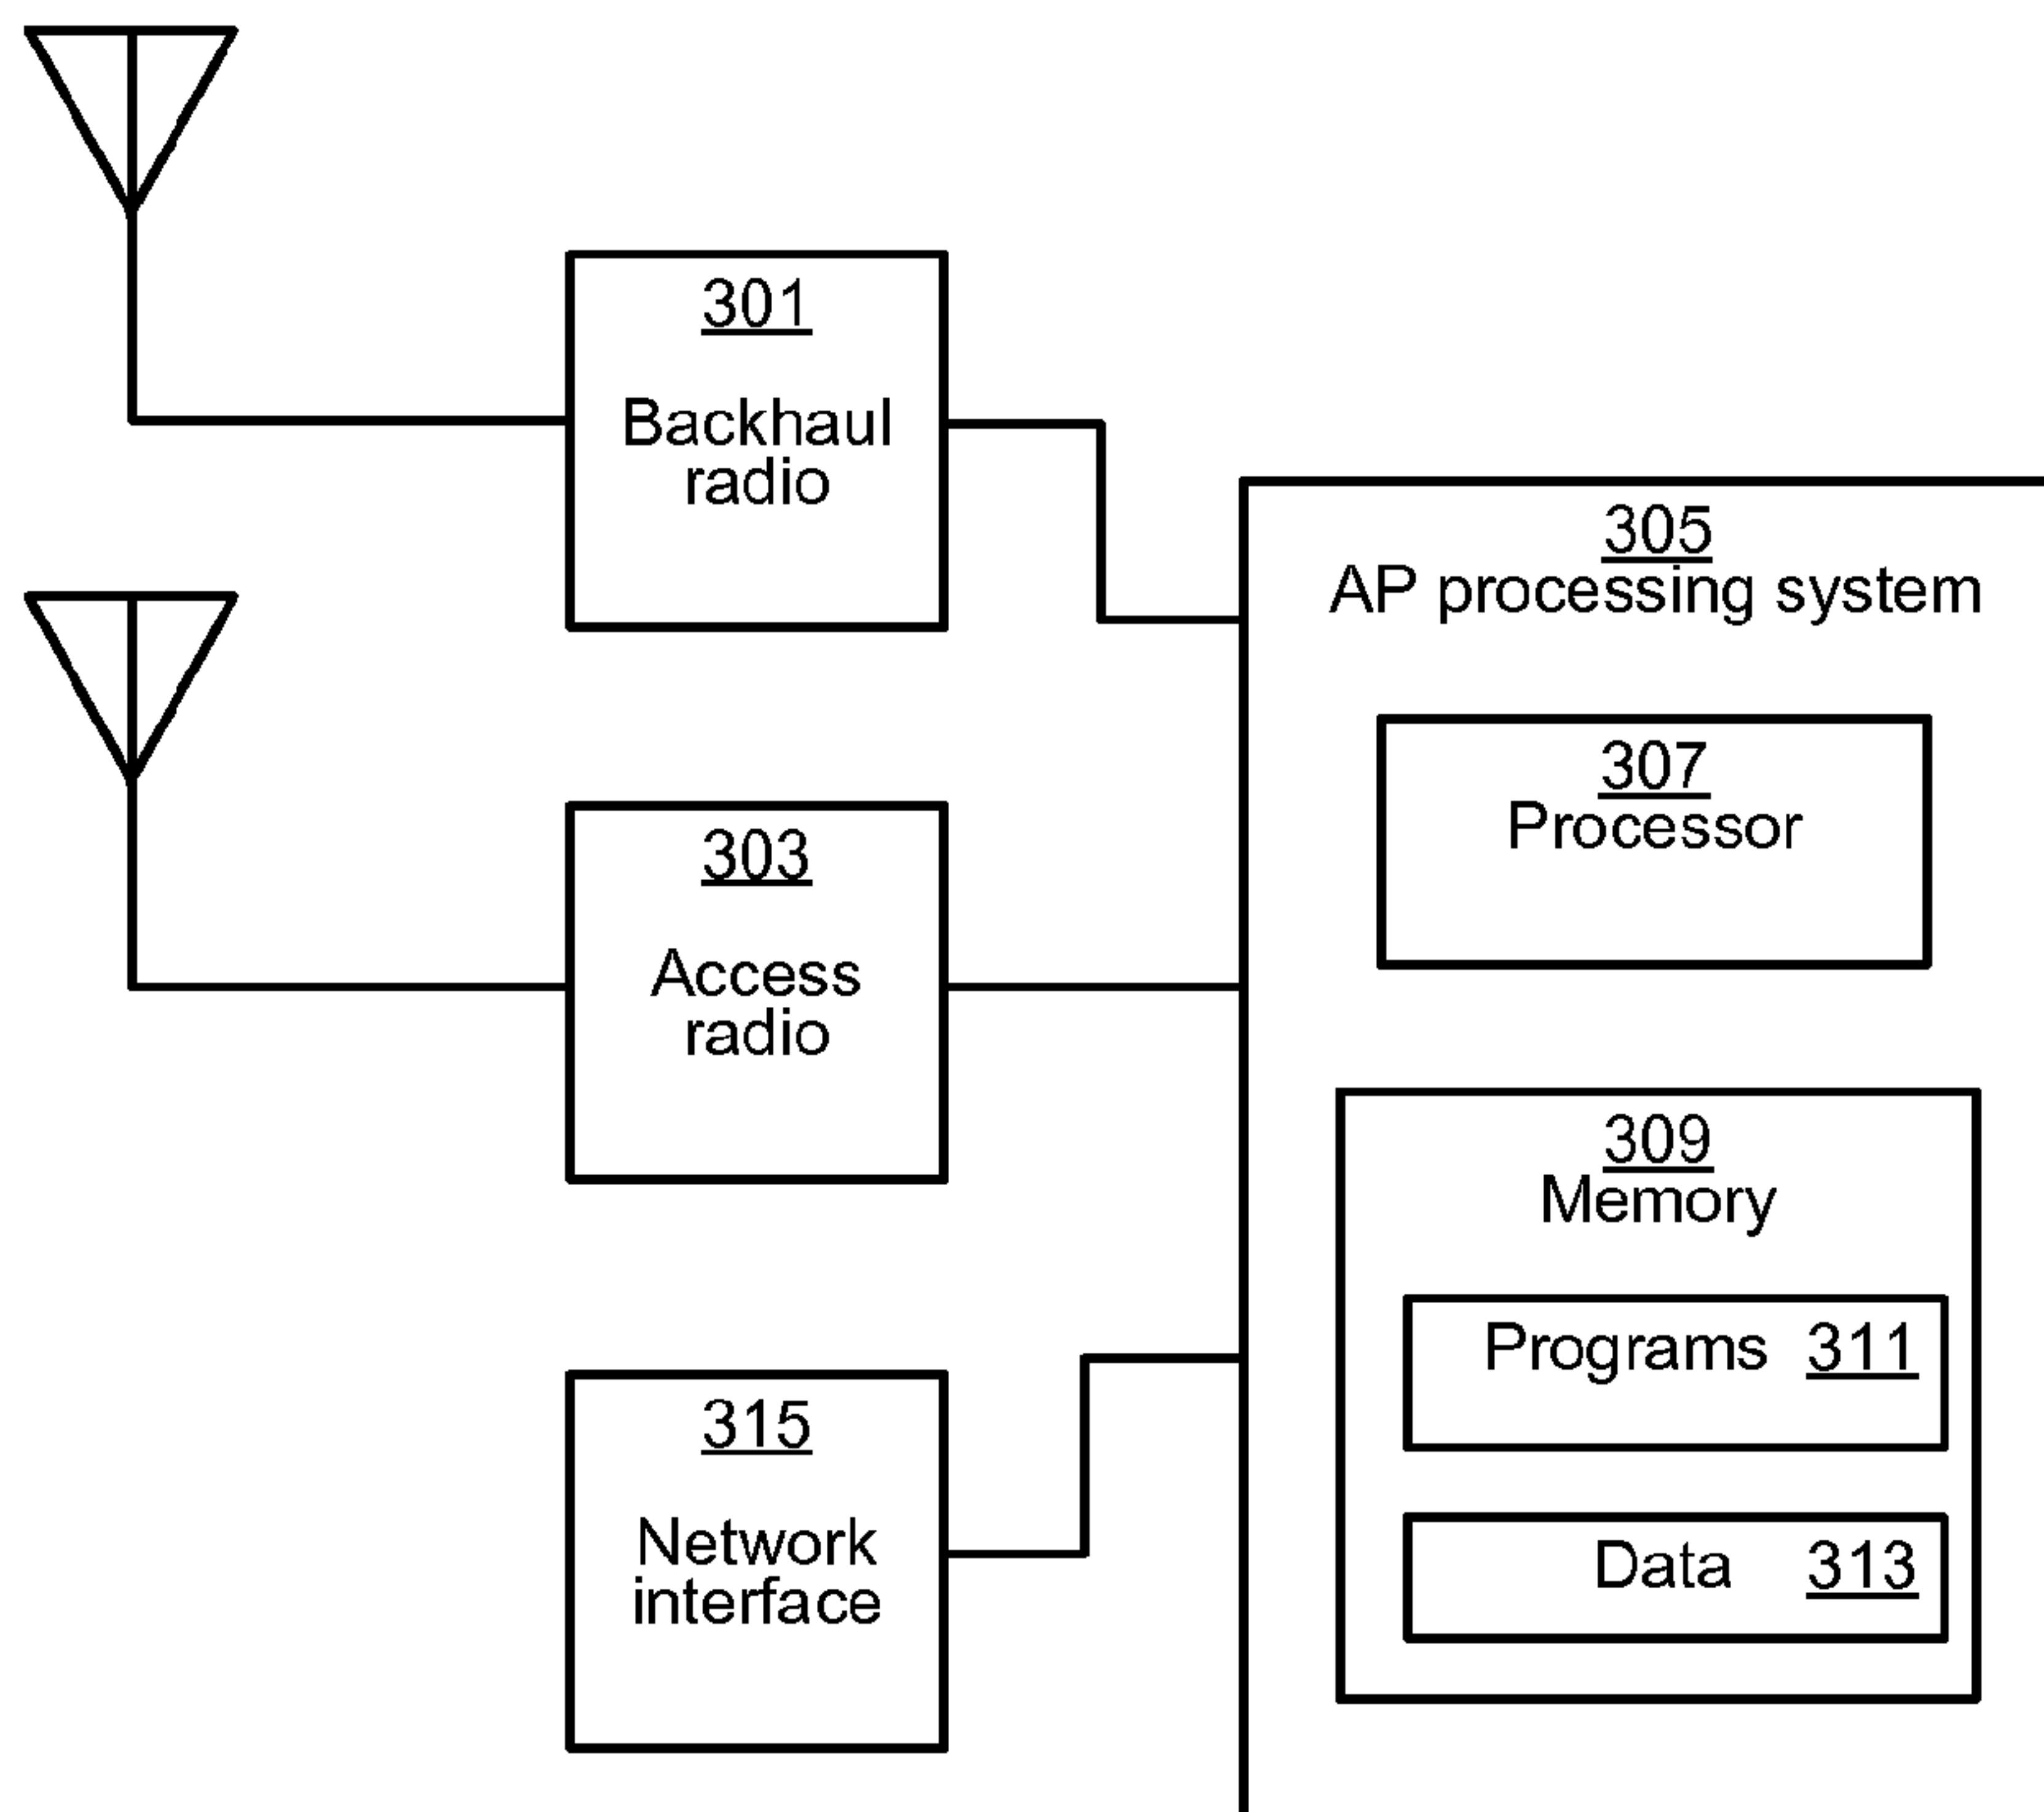 301
Backhaul
radio
305
AP processing system
307
Processor
303
Access
radio
309
Memory
Programs 311
315
Network
interface
Data 313